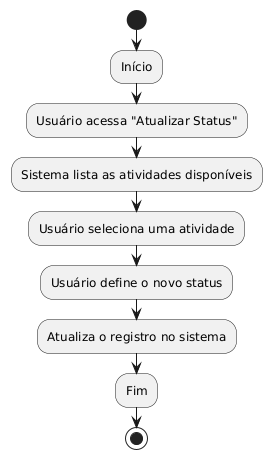 Início
Usuário acessa "Atualizar Status"
Sistema lista as atividades disponíveis
Usuário seleciona uma atividade
Usuário define o novo status
Atualiza o registro no sistema
Fim